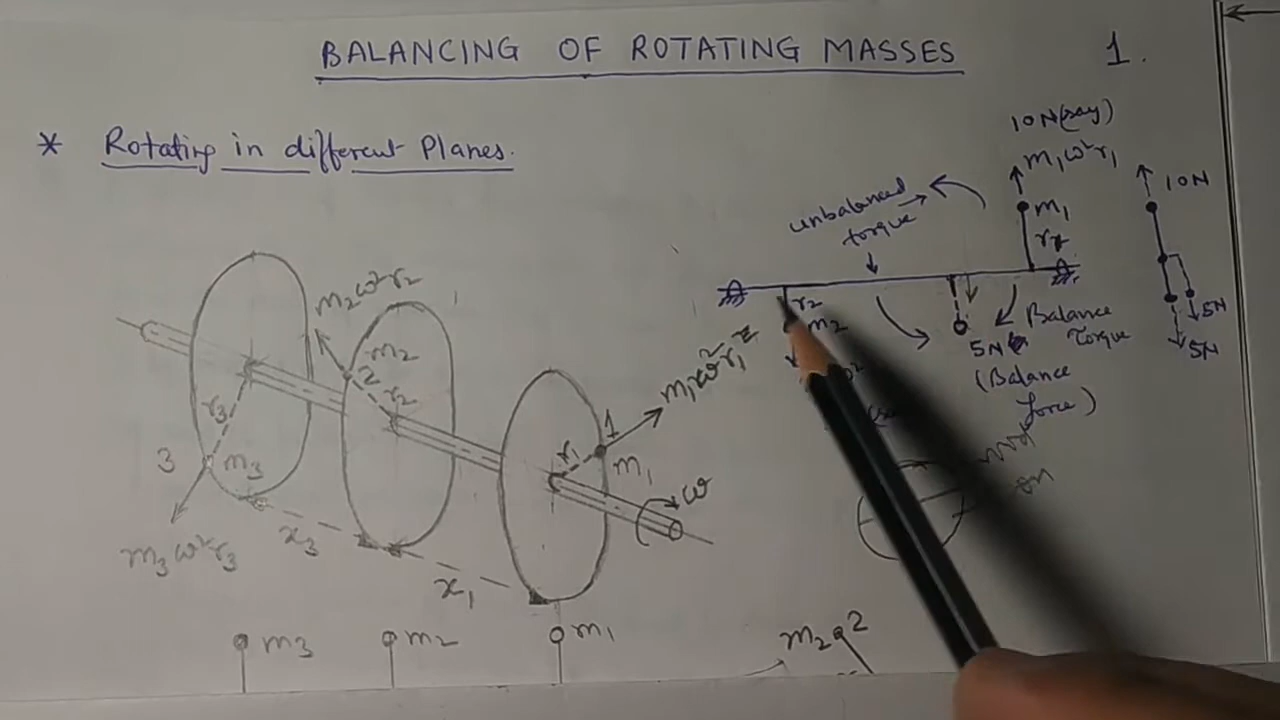 BALANCING OF ROTATING MASSES
1.
* Rotating in different Planes.
10N(say)
m₁ω²r₁
10N
m₁
unbalanced
torque
m₂ω²r₂
r₂
m₂
m₂
2
r₂
Balance
Torque
5N
5N
5N
(Balance
force)
m₁ω²r₁
r₃
1
r₁
m₁
3
m₃
ω
m₃ω²r₃
x₃
x₁
m₃
m₂
m₁